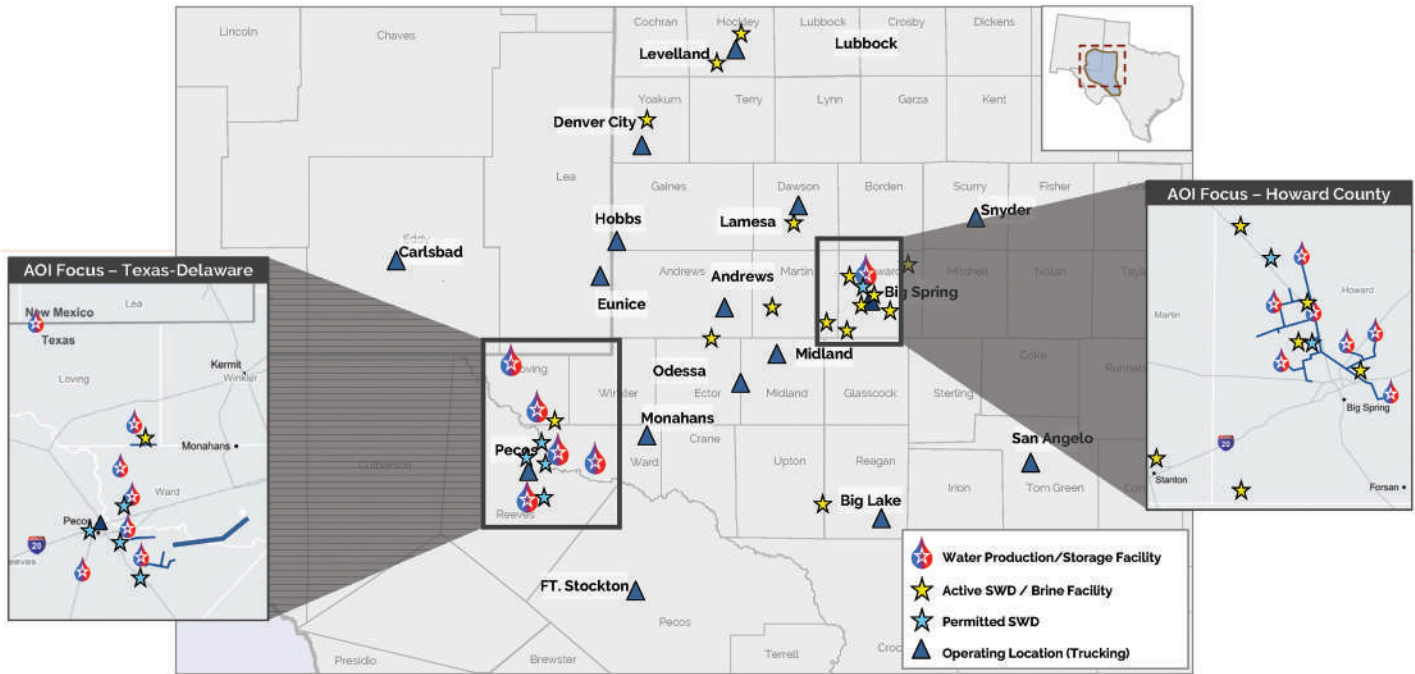 Lincoln
Chaves
Cochran
Hockley
Lubbock
Crosby
Dickens
Levelland
Lubbock
Yoakum
Terry
Lynn
Garza
Kent
Denver City
Lea
Gaines
Dawson
Borden
Scurry
Fisher
Lamesa
Snyder
Hobbs
Eddy
Carlsbad
Andrews
Martin
Mitchell
Nolan
Andrews
Big Spring
Eunice
Loving
Winkler
Odessa
Ector
Midland
Midland
Glasscock
Sterling
Coke
Runnels
Monahans
Culberson
Pecos
Ward
Crane
Upton
Reagan
San Angelo
Irion
Tom Green
Reeves
Big Lake
FT. Stockton
Pecos
Presidio
Brewster
Terrell
AOI Focus – Texas-Delaware
Lea
New Mexico
Texas
Loving
Kermit
Winkler
Monahans
Ward
Pecos
20
eeves
AOI Focus – Howard County
Howard
Martin
Big Spring
20
Stanton
Forsan
Water Production/Storage Facility
Active SWD / Brine Facility
Permitted SWD
Operating Location (Trucking)